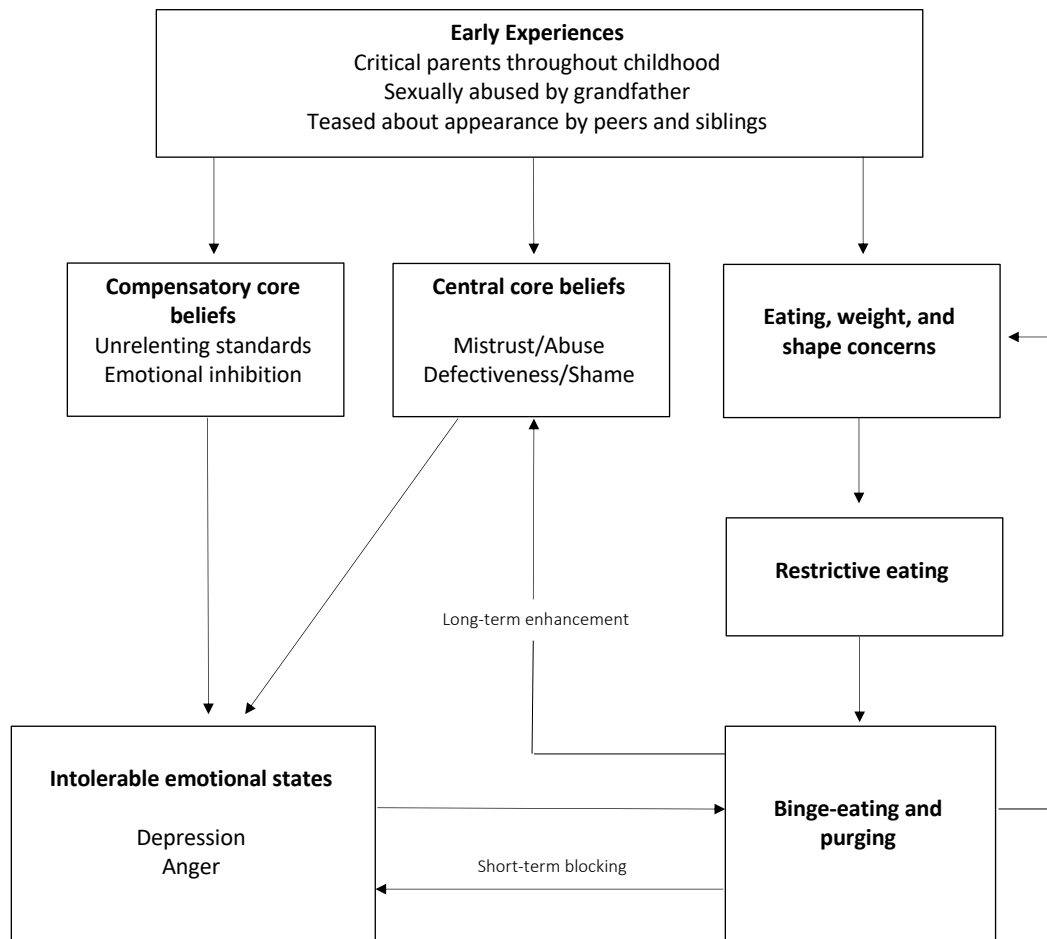 Early Experiences
Critical parents throughout childhood
Sexually abused by grandfather
Teased about appearance by peers and siblings
Compensatory core
beliefs
Unrelenting standards
Emotional inhibition
Central core beliefs
Mistrust/Abuse
Defectiveness/Shame
Eating, weight, and
shape concerns
Restrictive eating
Long-term enhancement
Intolerable emotional states
Depression
Anger
Short-term blocking
Binge-eating and
purging